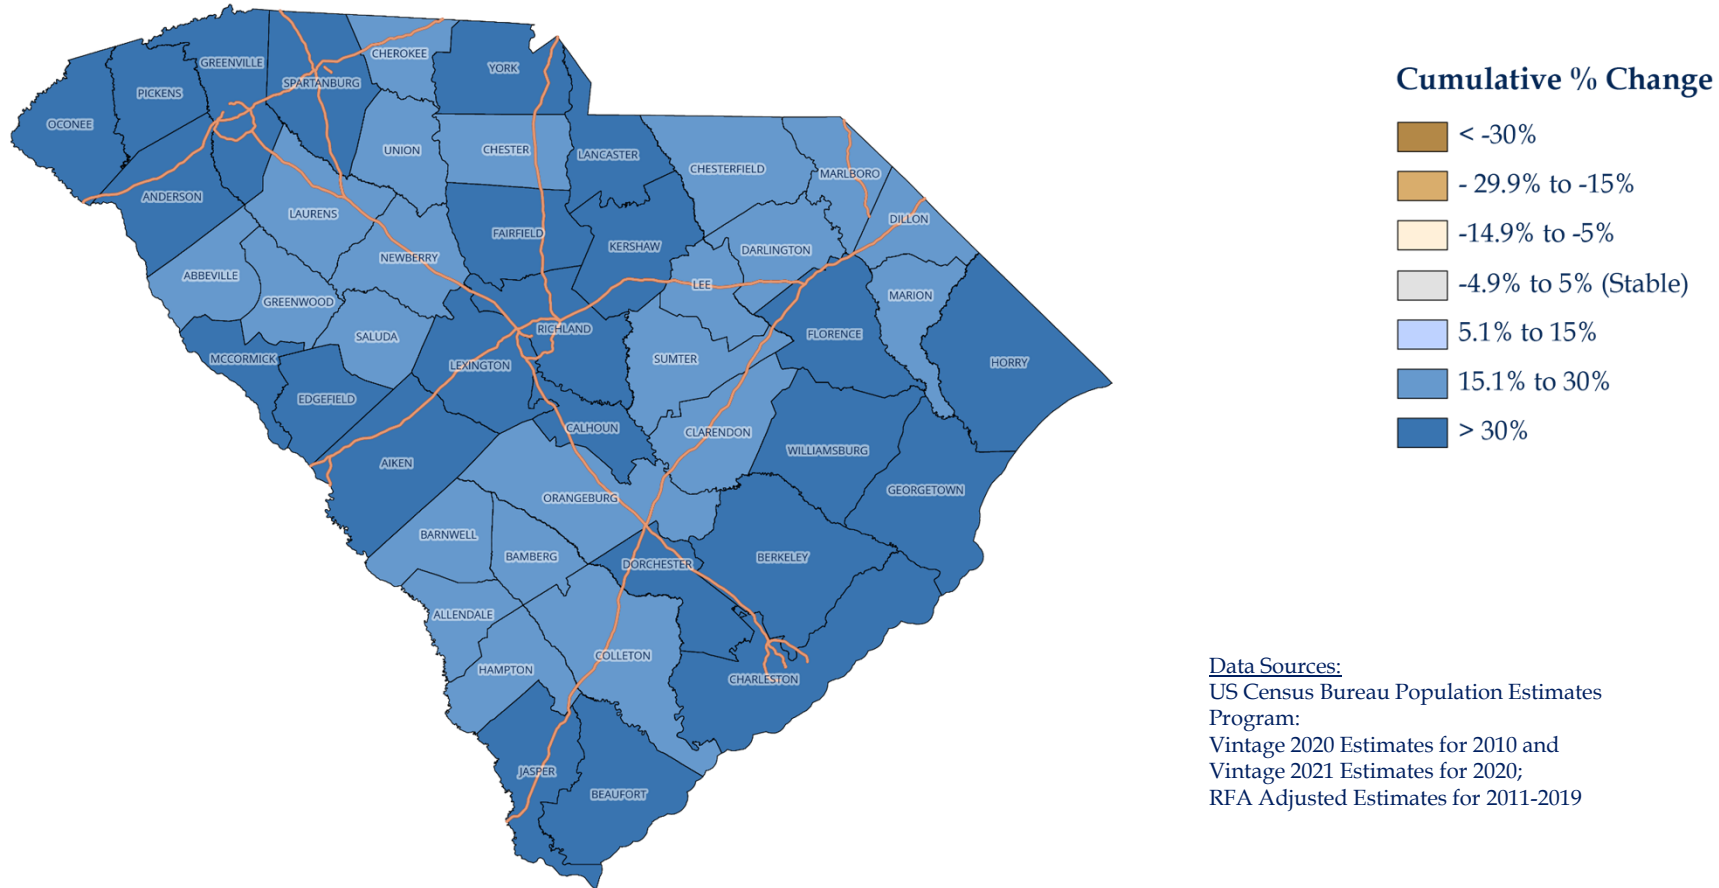 CHEROKEE
GREENVILLE
YORK
SPARTANBURG
PICKENS
OCONEE
UNION
CHESTER
LANCASTER
CHESTERFIELD
MARLBORO
ANDERSON
LAURENS
DILLON
FAIRFIELD
KERSHAW
DARLINGTON
NEWBERRY
ABBEVILLE
LEE
MARION
GREENWOOD
RICHLAND
FLORENCE
SALUDA
MCCORMICK
SUMTER
HORRY
LEXINGTON
EDGEFIELD
CALHOUN
CLARENDON
WILLIAMSBURG
AIKEN
GEORGETOWN
ORANGEBURG
BARNWELL
BAMBERG
BERKELEY
DORCHESTER
ALLENDALE
COLLETON
HAMPTON
CHARLESTON
JASPER
BEAUFORT
Cumulative % Change
< -30%
- 29.9% to -15%
-14.9% to -5%
-4.9% to 5% (Stable)
5.1% to 15%
15.1% to 30%
> 30%
Data Sources:
US Census Bureau Population Estimates
Program:
Vintage 2020 Estimates for 2010 and
Vintage 2021 Estimates for 2020;
RFA Adjusted Estimates for 2011-2019